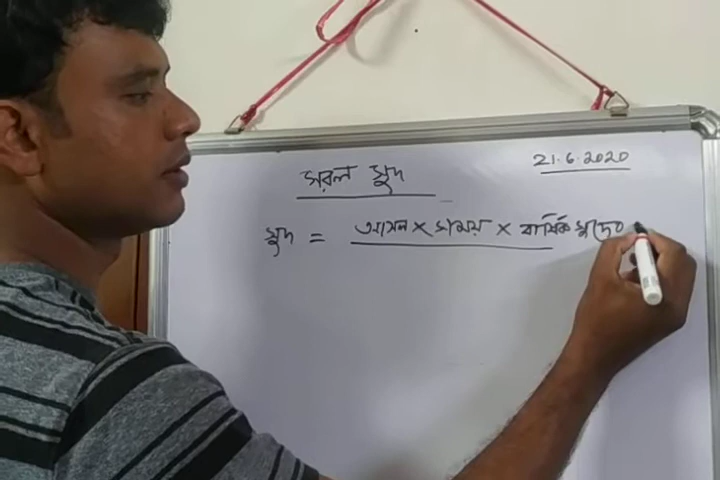 21.6.2020
সরল সুদ
সুদ = আসল × সময় × বার্ষিক সুদের